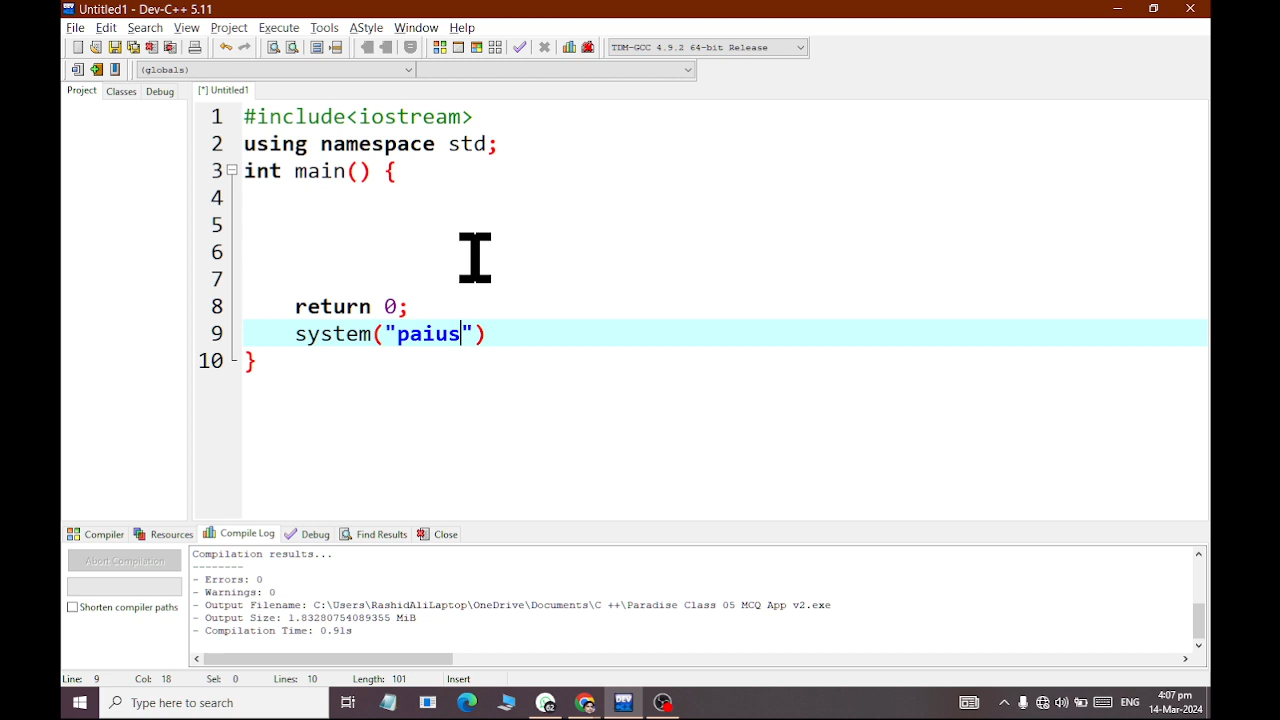 Untitled1 - Dev-C++ 5.11
File Edit Search View Project Execute Tools AStyle Window Help
TDM-GCC 4.9.2 64-bit Release
(globals)
Project Classes Debug [*] Untitled1
1 #include<iostream>
2 using namespace std;
3 int main() {
4
5
6
7
8 return 0;
9 system("paius")
10 }
Compiler Resources Compile Log Debug Find Results Close
Abort Compilation
Shorten compiler paths
Compilation results...
--------
- Errors: 0
- Warnings: 0
- Output Filename: C:\Users\RashidAliLaptop\OneDrive\Documents\C ++\Paradise Class 05 MCQ App v2.exe
- Output Size: 1.83280754089355 MiB
- Compilation Time: 0.91s
Line: 9 Col: 18 Sel: 0 Lines: 10 Length: 101 Insert
Type here to search
DEV
ENG
4:07 pm
14-Mar-2024